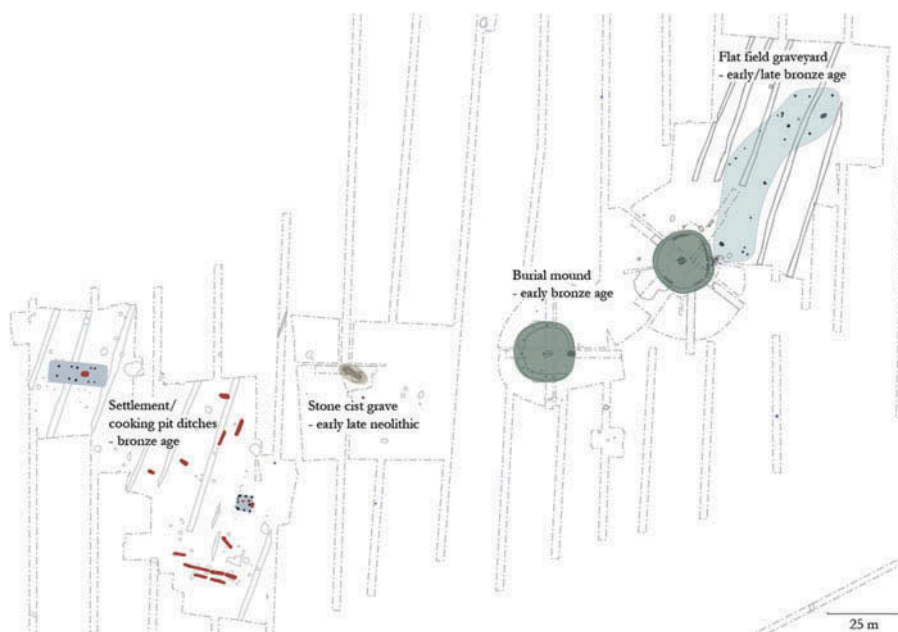 Flat field graveyard
- early/late bronze age
Burial mound
- early bronze age
Settlement/
cooking pit ditches
- bronze age
Stone cist grave
- early late neolithic
25 m